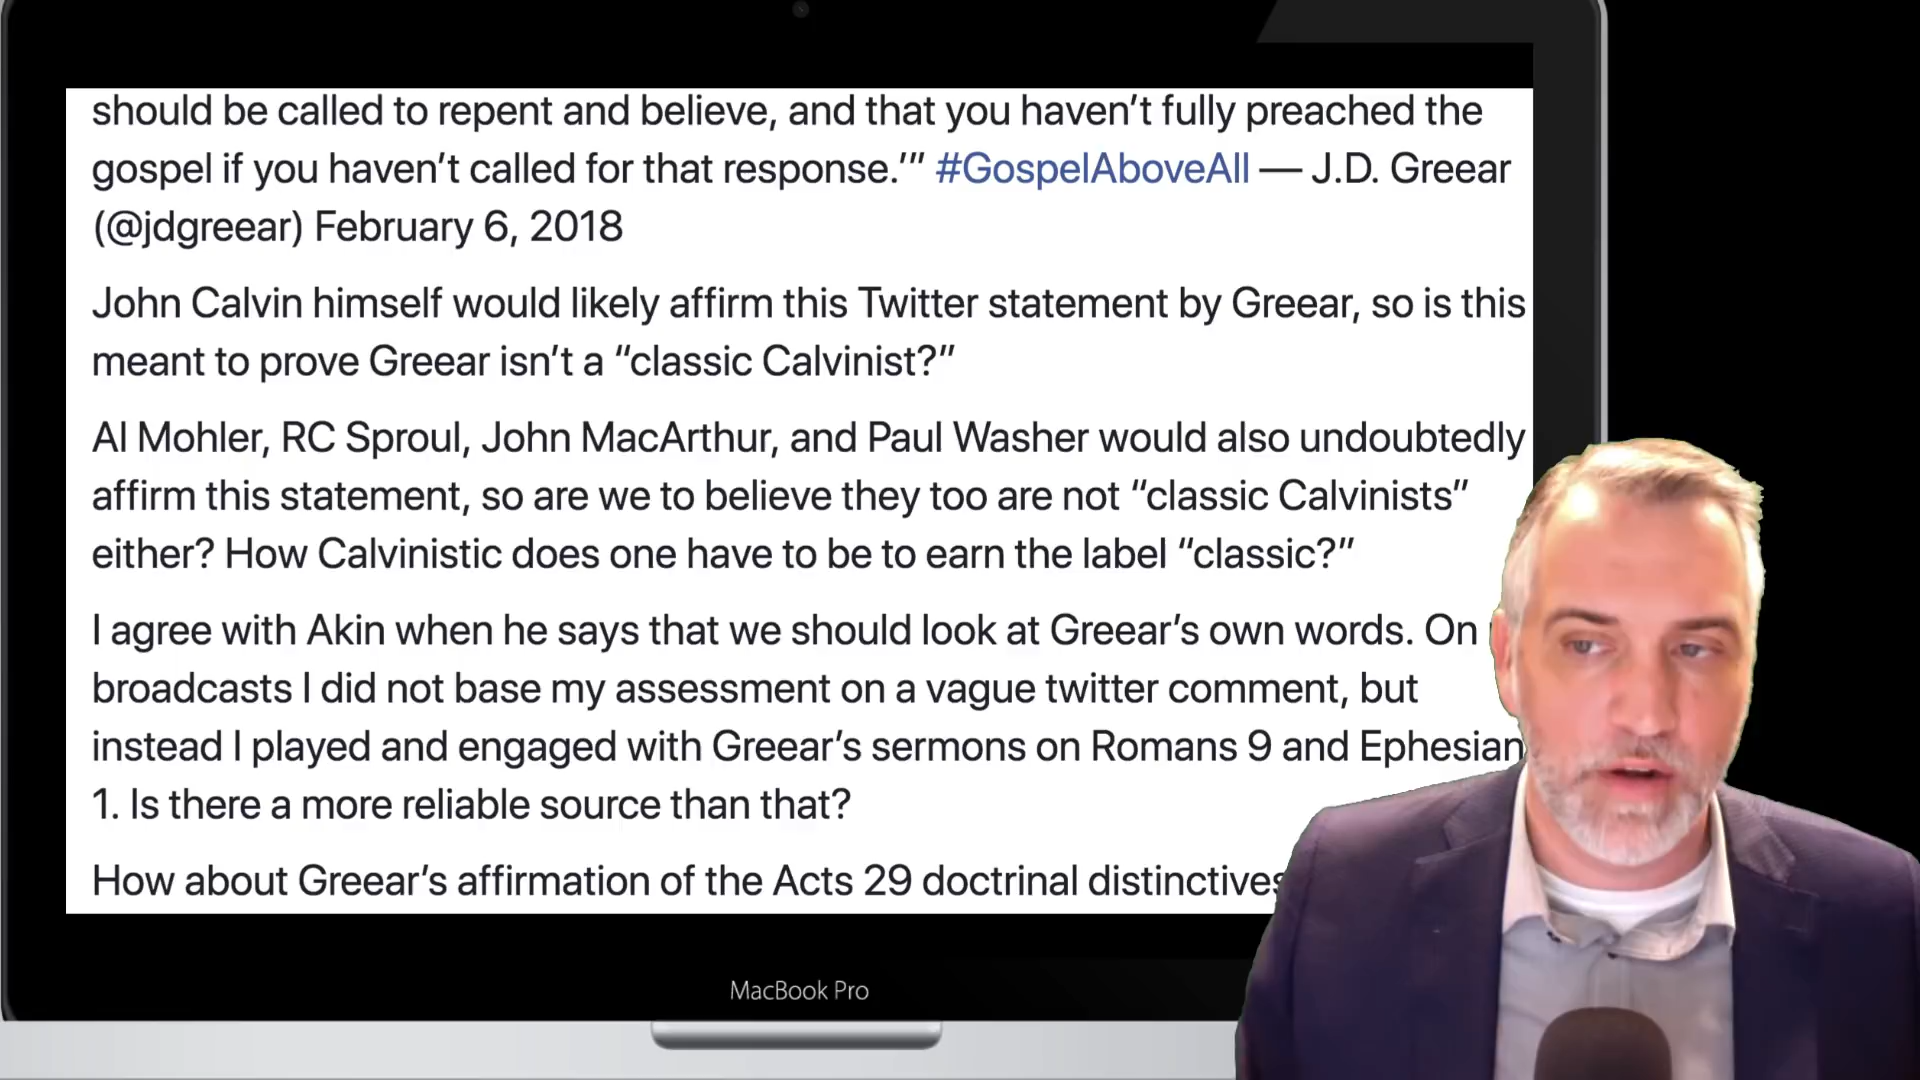 should be called to repent and believe, and that you haven’t fully preached the
gospel if you haven’t called for that response.’” #GospelAboveAll — J.D. Greear
(@jdgreear) February 6, 2018
John Calvin himself would likely affirm this Twitter statement by Greear, so is this
meant to prove Greear isn’t a “classic Calvinist?”
Al Mohler, RC Sproul, John MacArthur, and Paul Washer would also undoubtedly
affirm this statement, so are we to believe they too are not “classic Calvinists”
either? How Calvinistic does one have to be to earn the label “classic?”
I agree with Akin when he says that we should look at Greear’s own words. On
broadcasts I did not base my assessment on a vague twitter comment, but
instead I played and engaged with Greear’s sermons on Romans 9 and Ephesian
1. Is there a more reliable source than that?
How about Greear’s affirmation of the Acts 29 doctrinal distinctives
MacBook Pro